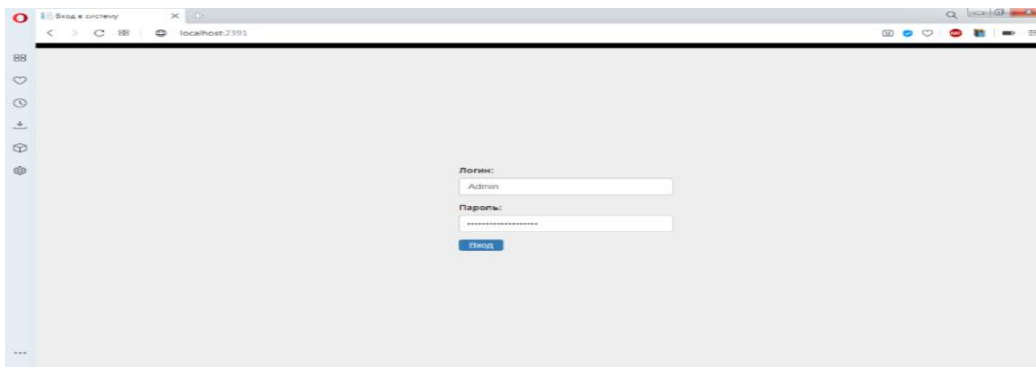 Вход в систему
localhost:2391
Логин:
Admin
Пароль:
Вход